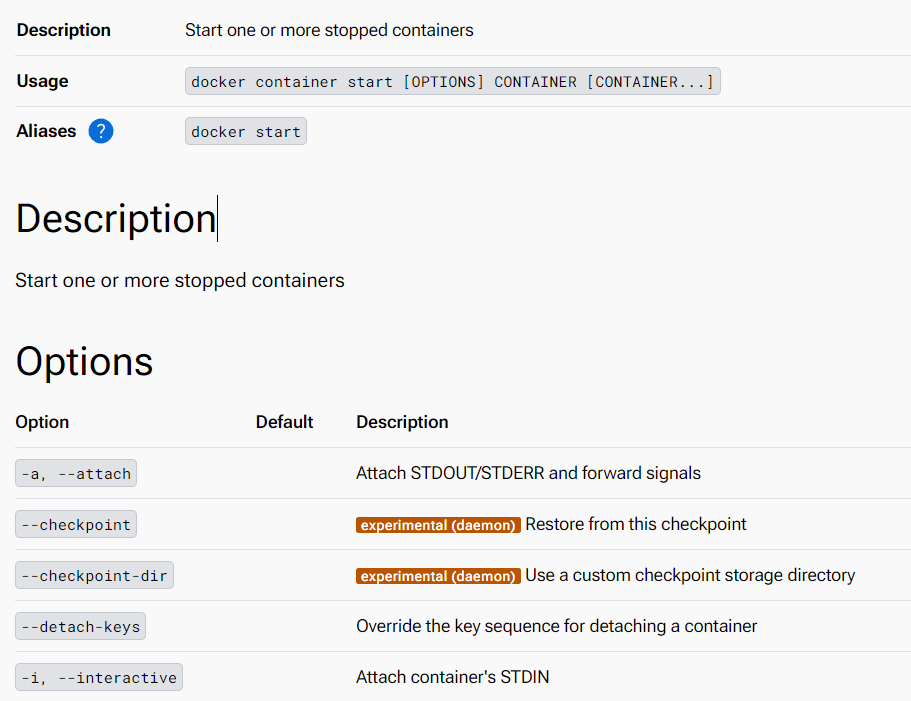 Description Start one or more stopped containers
Usage docker container start [OPTIONS] CONTAINER [CONTAINER...]
Aliases ? docker start
Description
Start one or more stopped containers
Options
Option Default Description
-a, --attach Attach STDOUT/STDERR and forward signals
--checkpoint experimental (daemon) Restore from this checkpoint
--checkpoint-dir experimental (daemon) Use a custom checkpoint storage directory
--detach-keys Override the key sequence for detaching a container
-i, --interactive Attach container's STDIN